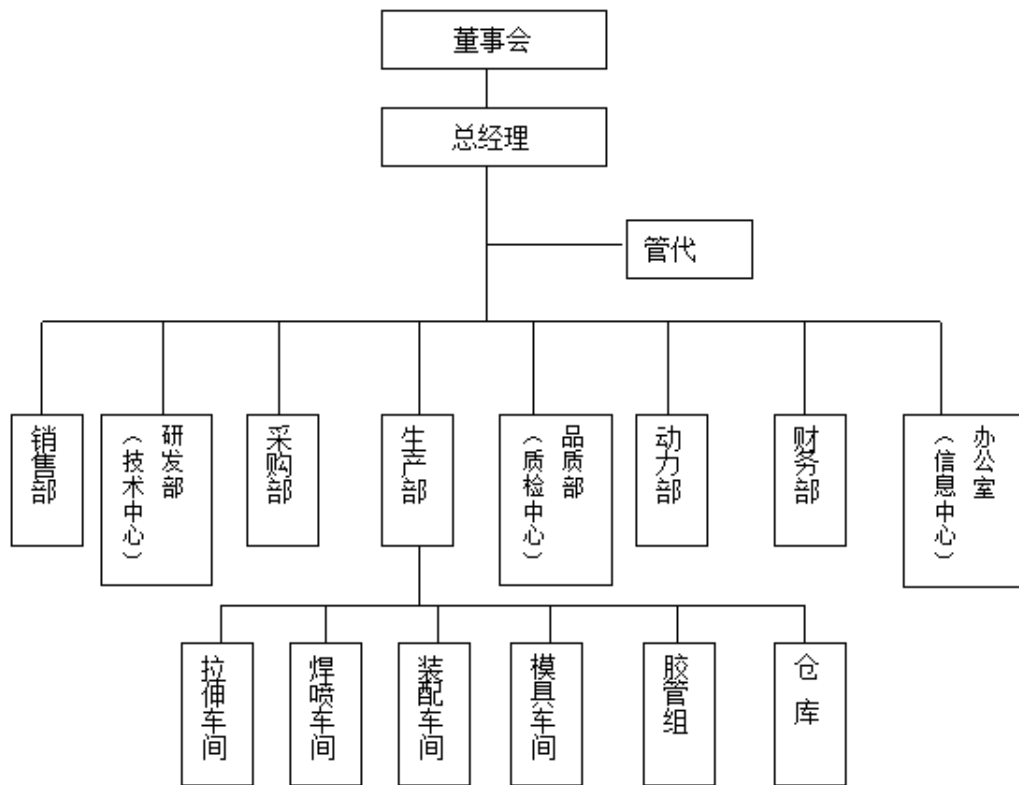 董事会
总经理
管代
销售部
研发部
（技术中心）
采购部
生产部
品质部
（质检中心）
动力部
财务部
办公室
（信息中心）
拉伸车间
焊喷车间
装配车间
模具车间
胶管组
仓库